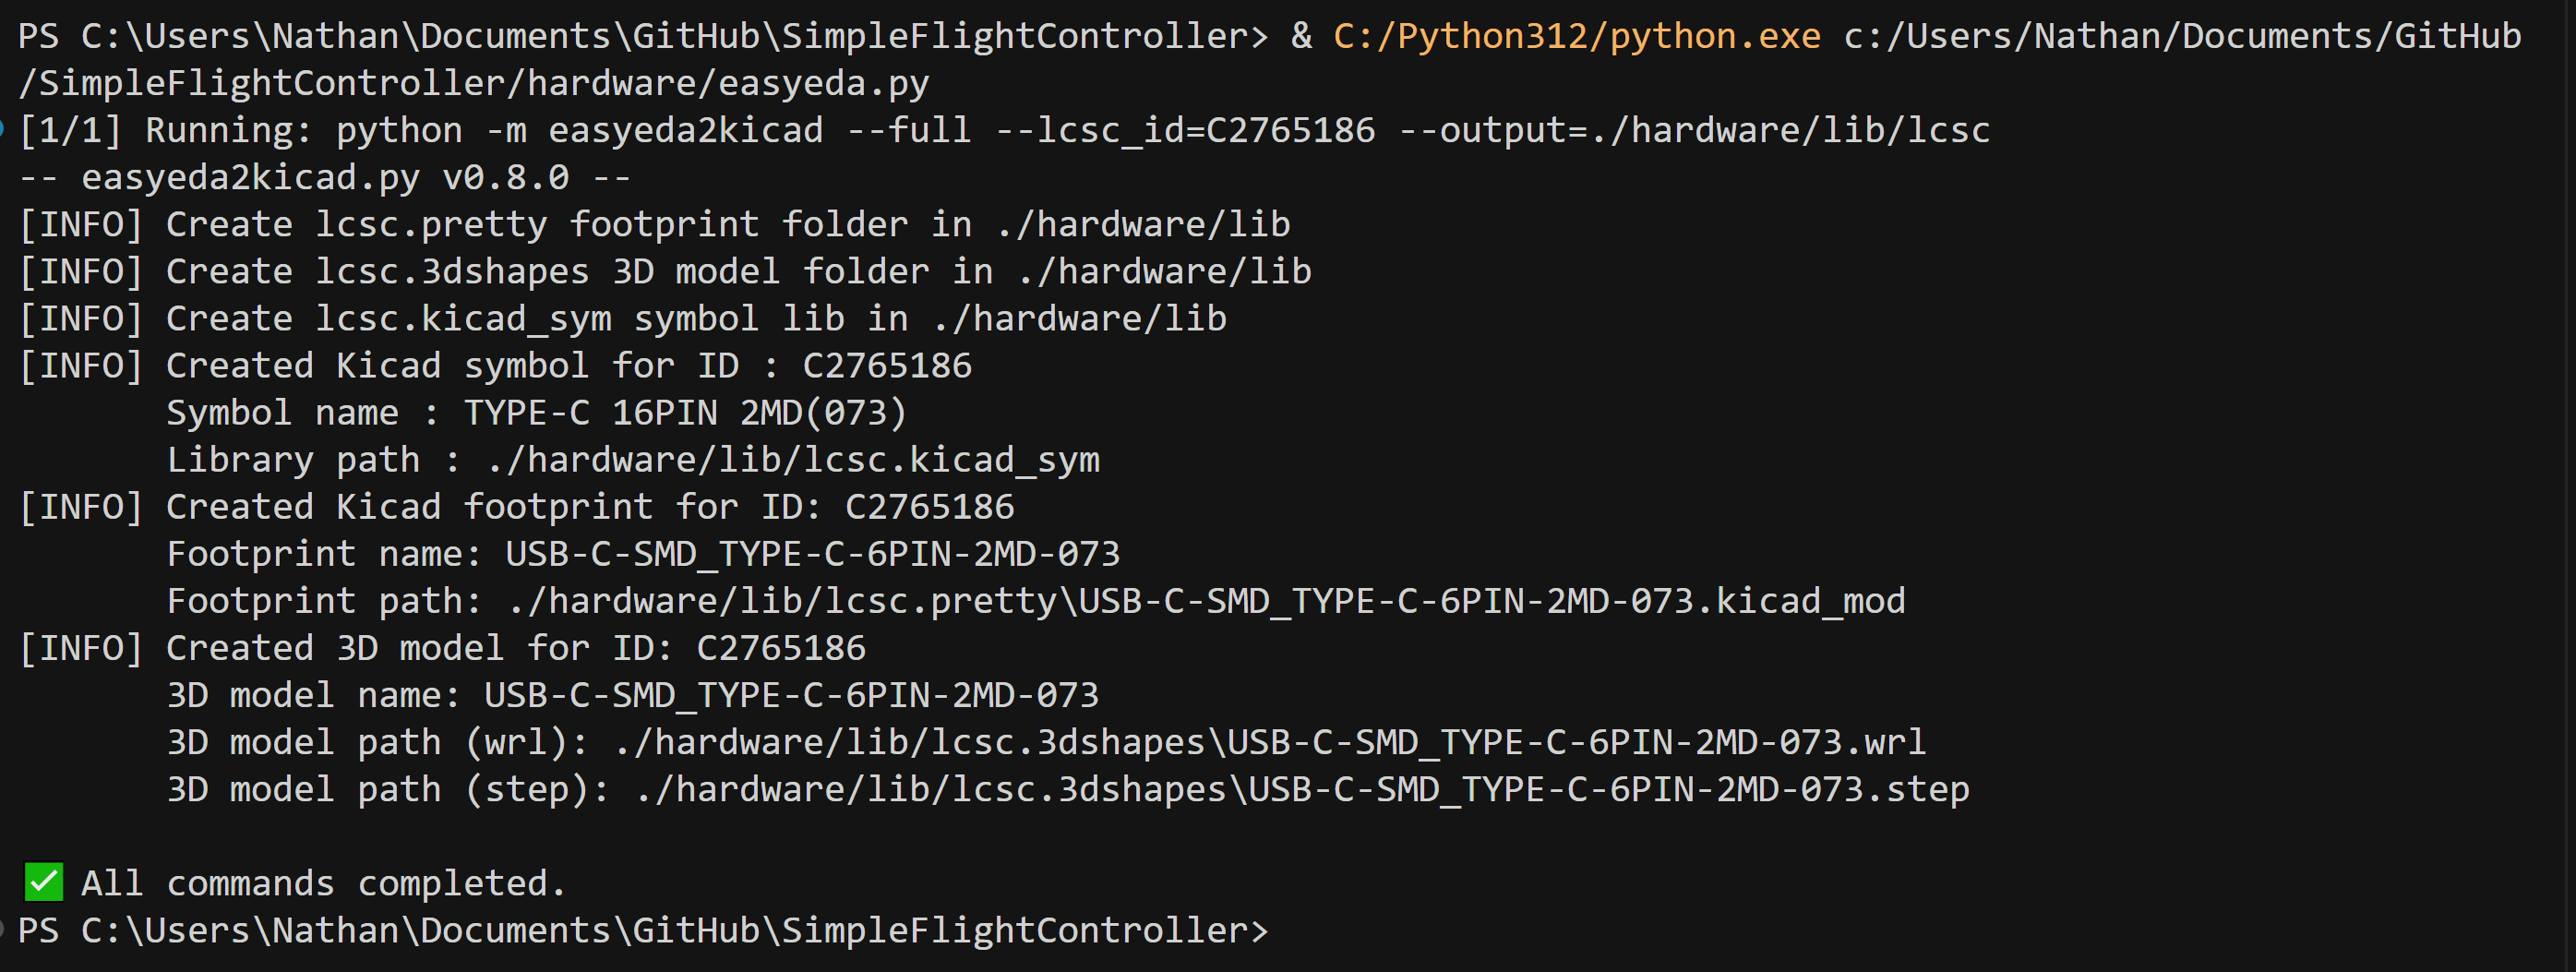 PS C:\Users\Nathan\Documents\GitHub\SimpleFlightController> & C:/Python312/python.exe c:/Users/Nathan/Documents/GitHub
/SimpleFlightController/hardware/easyeda.py
[1/1] Running: python -m easyeda2kicad --full --lcsc_id=C2765186 --output=./hardware/lib/lcsc
-- easyeda2kicad.py v0.8.0 --
[INFO] Create lcsc.pretty footprint folder in ./hardware/lib
[INFO] Create lcsc.3dshapes 3D model folder in ./hardware/lib
[INFO] Create lcsc.kicad_sym symbol lib in ./hardware/lib
[INFO] Created Kicad symbol for ID : C2765186
Symbol name : TYPE-C 16PIN 2MD(073)
Library path : ./hardware/lib/lcsc.kicad_sym
[INFO] Created Kicad footprint for ID: C2765186
Footprint name: USB-C-SMD_TYPE-C-6PIN-2MD-073
Footprint path: ./hardware/lib/lcsc.pretty\USB-C-SMD_TYPE-C-6PIN-2MD-073.kicad_mod
[INFO] Created 3D model for ID: C2765186
3D model name: USB-C-SMD_TYPE-C-6PIN-2MD-073
3D model path (wrl): ./hardware/lib/lcsc.3dshapes\USB-C-SMD_TYPE-C-6PIN-2MD-073.wrl
3D model path (step): ./hardware/lib/lcsc.3dshapes\USB-C-SMD_TYPE-C-6PIN-2MD-073.step
✅ All commands completed.
PS C:\Users\Nathan\Documents\GitHub\SimpleFlightController>